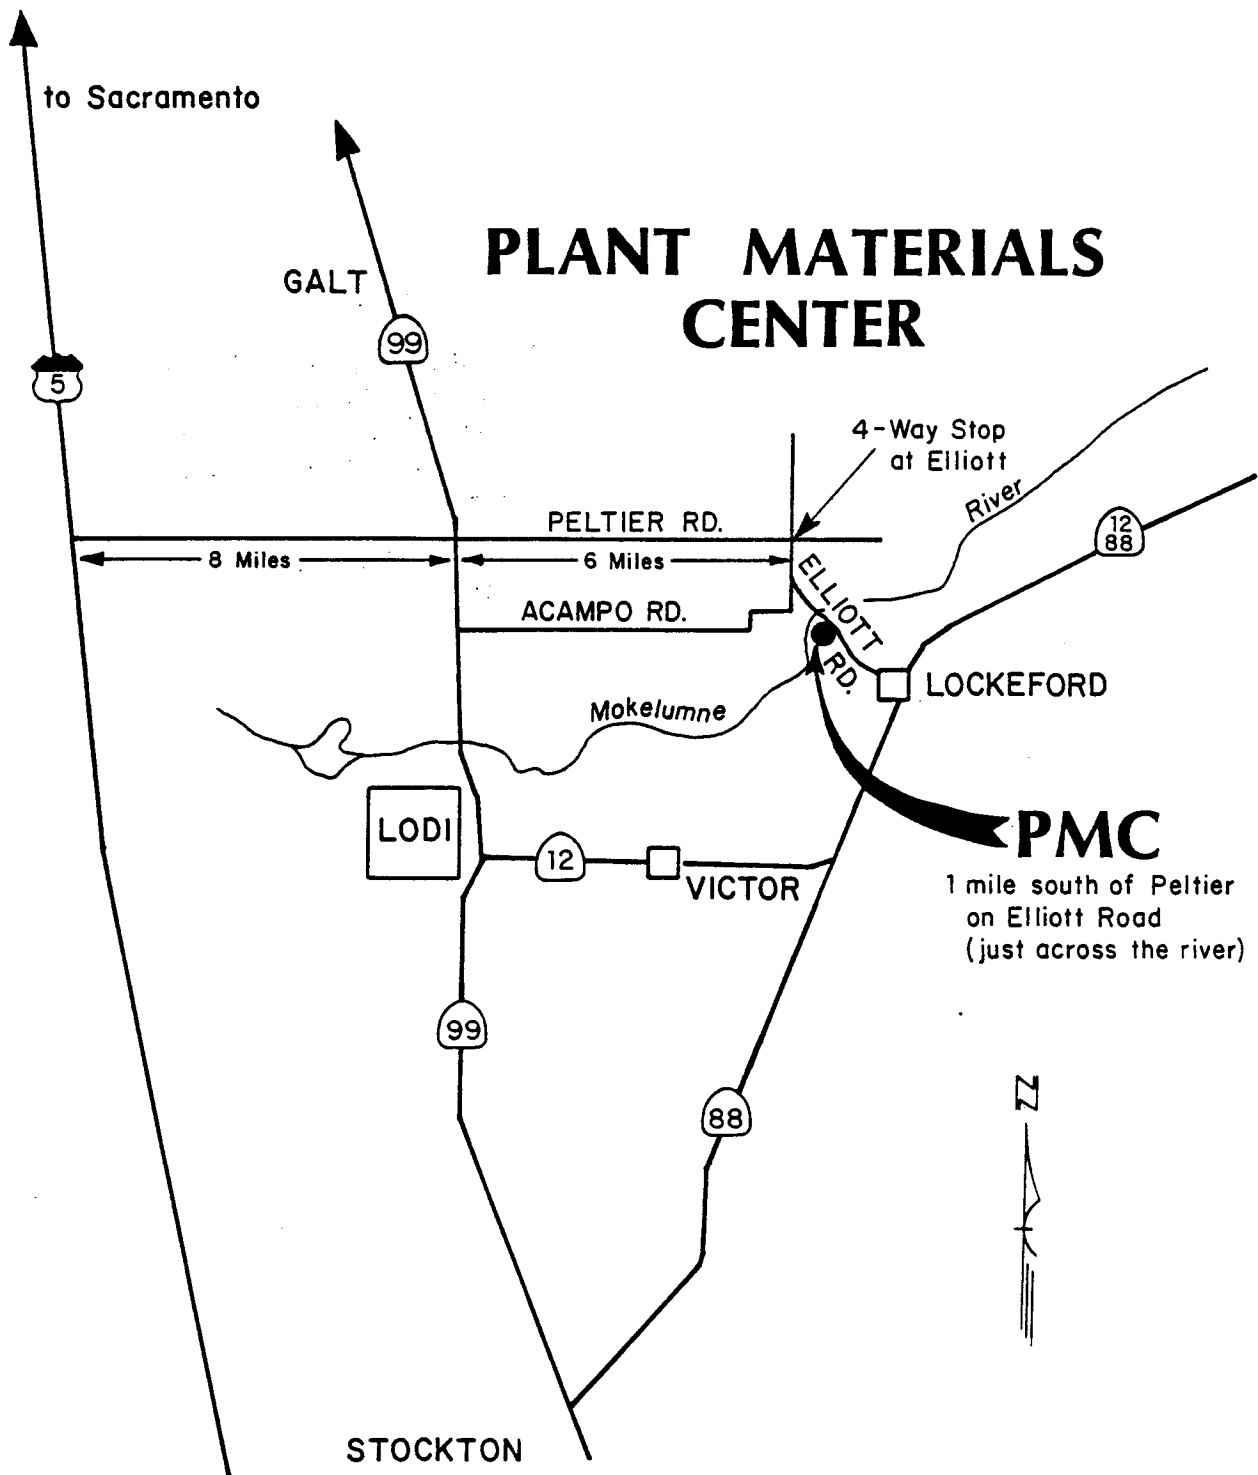 to Sacramento
PLANT MATERIALS
CENTER
GALT
99
5
4-Way Stop
at Elliott
River
PELTIER RD.
12
88
8 Miles
6 Miles
ELLIOTT
RD.
ACAMPO RD.
LOCKEFORD
Mokelumne
LODI
12
VICTOR
PMC
1 mile south of Peltier
on Elliott Road
(just across the river)
99
88
N
STOCKTON